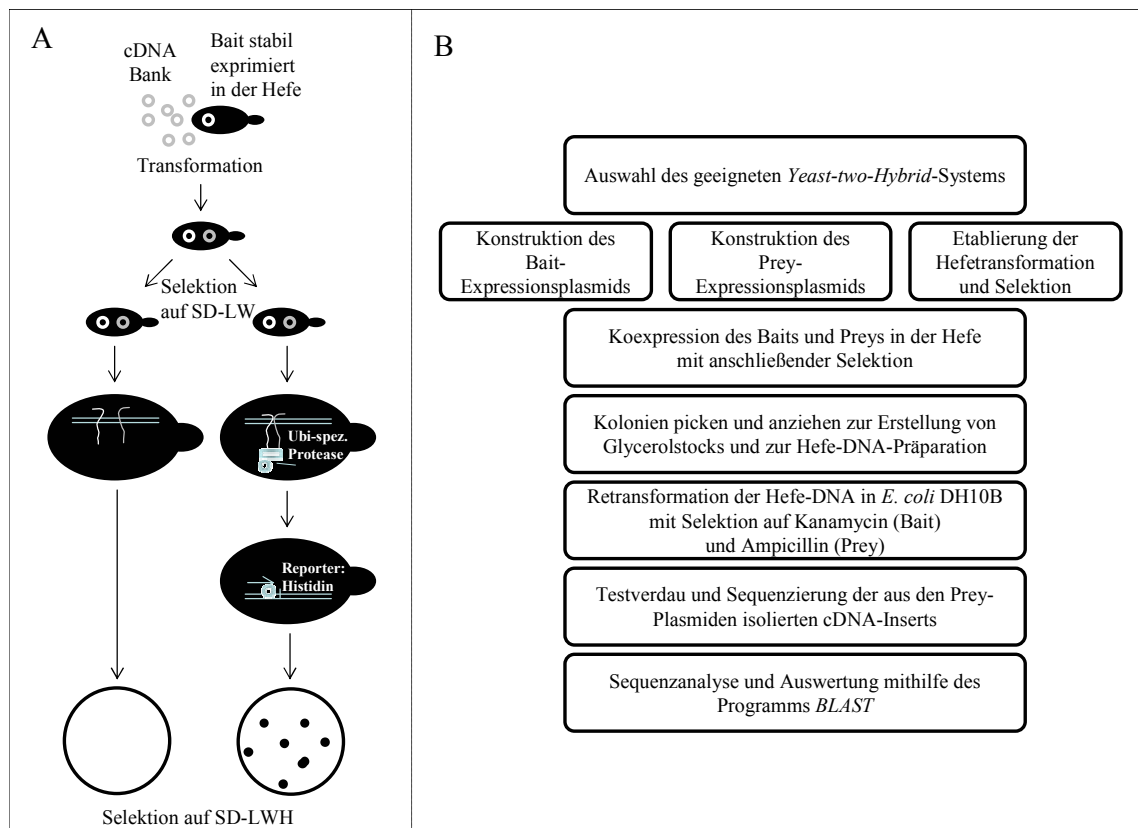 A
cDNA
Bank
Bait stabil
exprimiert
in der Hefe
Transformation
Selektion
auf SD-LW
Ubi-spez.
Protease
Reporter:
Histidin
Selektion auf SD-LWH
B
Auswahl des geeigneten Yeast-two-Hybrid-Systems
Konstruktion des
Bait-
Expressionsplasmids
Konstruktion des
Prey-
Expressionsplasmids
Etablierung der
Hefetransformation
und Selektion
Koexpression des Baits und Preys in der Hefe
mit anschließender Selektion
Kolonien picken und anziehen zur Erstellung von
Glycerolstocks und zur Hefe-DNA-Präparation
Retransformation der Hefe-DNA in E. coli DH10B
mit Selektion auf Kanamycin (Bait)
und Ampicillin (Prey)
Testverdau und Sequenzierung der aus den Prey-
Plasmiden isolierten cDNA-Inserts
Sequenzanalyse und Auswertung mithilfe des
Programms BLAST